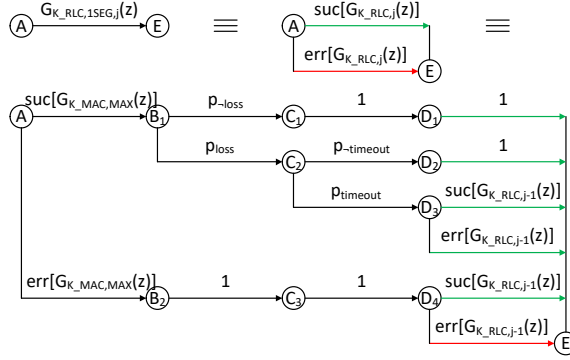 A G_K_RLC,1SEG,j(z) E ≡ A suc[G_K_RLC,j(z)] ≡
err[G_K_RLC,j(z)] E
A suc[G_K_MAC,MAX(z)] B₁ p¬loss C₁ 1 D₁ 1
ploss C₂ p¬timeout D₂ 1
ptimeout D₃ suc[G_K_RLC,j-1(z)]
err[G_K_RLC,j-1(z)]
err[G_K_MAC,MAX(z)] B₂ 1 C₃ 1 D₄ suc[G_K_RLC,j-1(z)]
err[G_K_RLC,j-1(z)] E